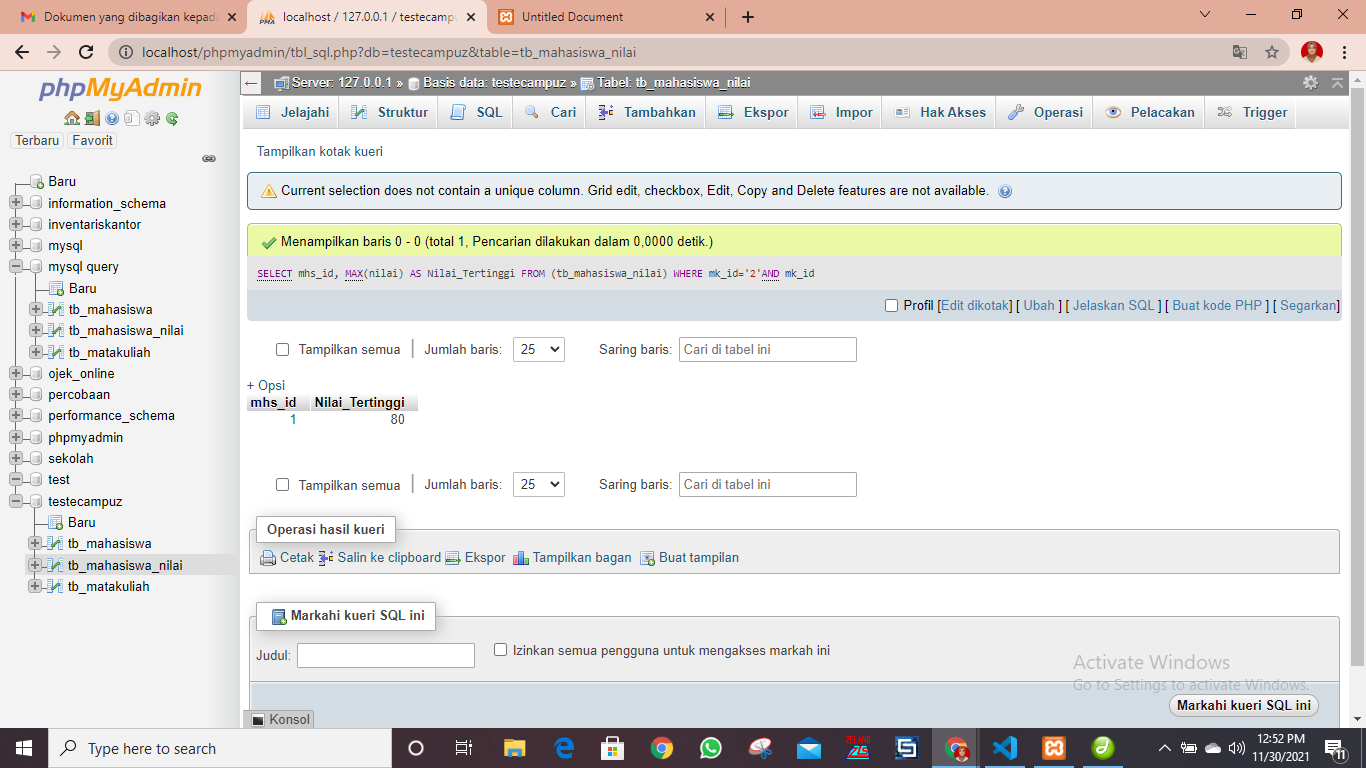 Dokumen yang dibagikan kepada
localhost / 127.0.0.1 / testecampu
Untitled Document
localhost/phpmyadmin/tbl_sql.php?db=testecampuz&table=tb_mahasiswa_nilai
phpMyAdmin
Terbaru Favorit
Baru
information_schema
inventariskantor
mysql
mysql query
Baru
tb_mahasiswa
tb_mahasiswa_nilai
tb_matakuliah
ojek_online
percobaan
performance_schema
phpmyadmin
sekolah
test
testecampuz
Baru
tb_mahasiswa
tb_mahasiswa_nilai
tb_matakuliah
Server: 127.0.0.1 » Basis data: testecampuz » Tabel: tb_mahasiswa_nilai
Jelajahi Struktur SQL Cari Tambahkan Ekspor Impor Hak Akses Operasi Pelacakan Trigger
Tampilkan kotak kueri
Current selection does not contain a unique column. Grid edit, checkbox, Edit, Copy and Delete features are not available.
Menampilkan baris 0 - 0 (total 1, Pencarian dilakukan dalam 0,0000 detik.)
SELECT mhs_id, MAX(nilai) AS Nilai_Tertinggi FROM (tb_mahasiswa_nilai) WHERE mk_id='2'AND mk_id
Profil [Edit dikotak] [ Ubah ] [ Jelaskan SQL ] [ Buat kode PHP ] [ Segarkan]
Tampilkan semua | Jumlah baris: 25 Saring baris: Cari di tabel ini
+ Opsi
mhs_id Nilai_Tertinggi
1 80
Tampilkan semua | Jumlah baris: 25 Saring baris: Cari di tabel ini
Operasi hasil kueri
Cetak Salin ke clipboard Ekspor Tampilkan bagan Buat tampilan
Markahi kueri SQL ini
Judul: Izinkan semua pengguna untuk mengakses markah ini
Activate Windows
Go to Settings to activate Windows.
Markahi kueri SQL ini
Konsol
Type here to search
12:52 PM
11/30/2021
11